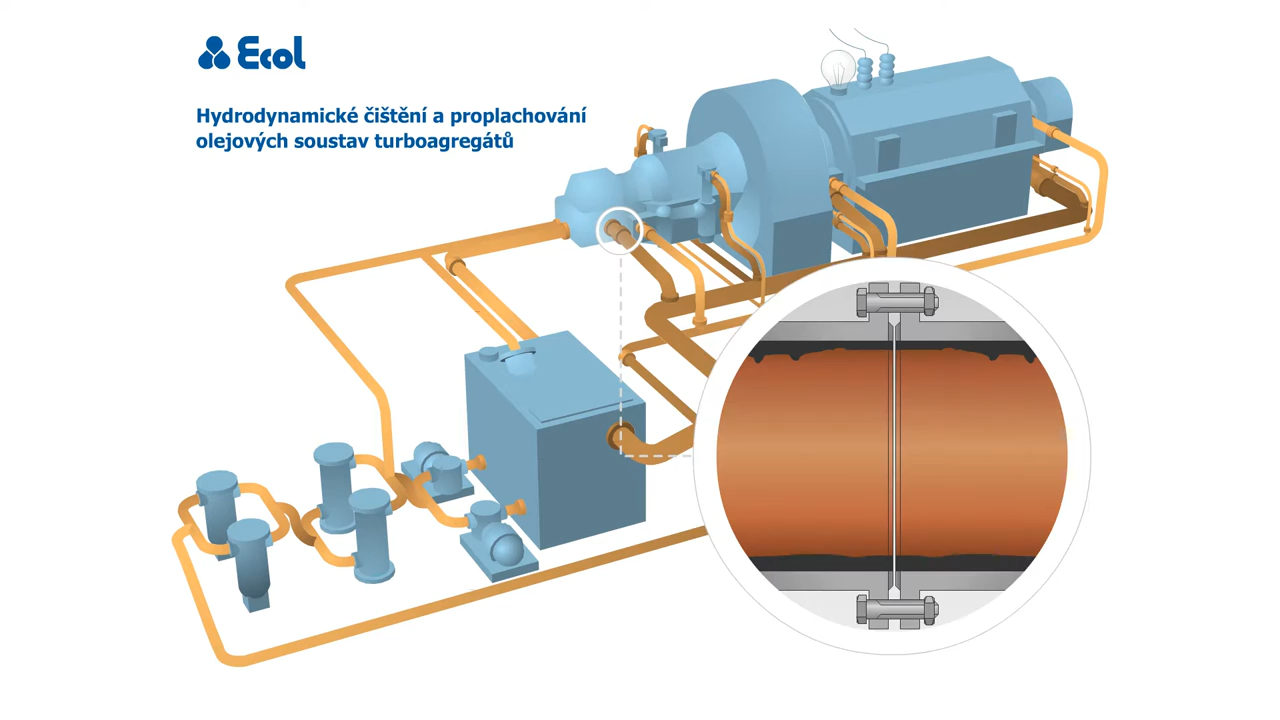 Ecol
Hydrodynamické čištění a proplachování
olejových soustav turboagregátů